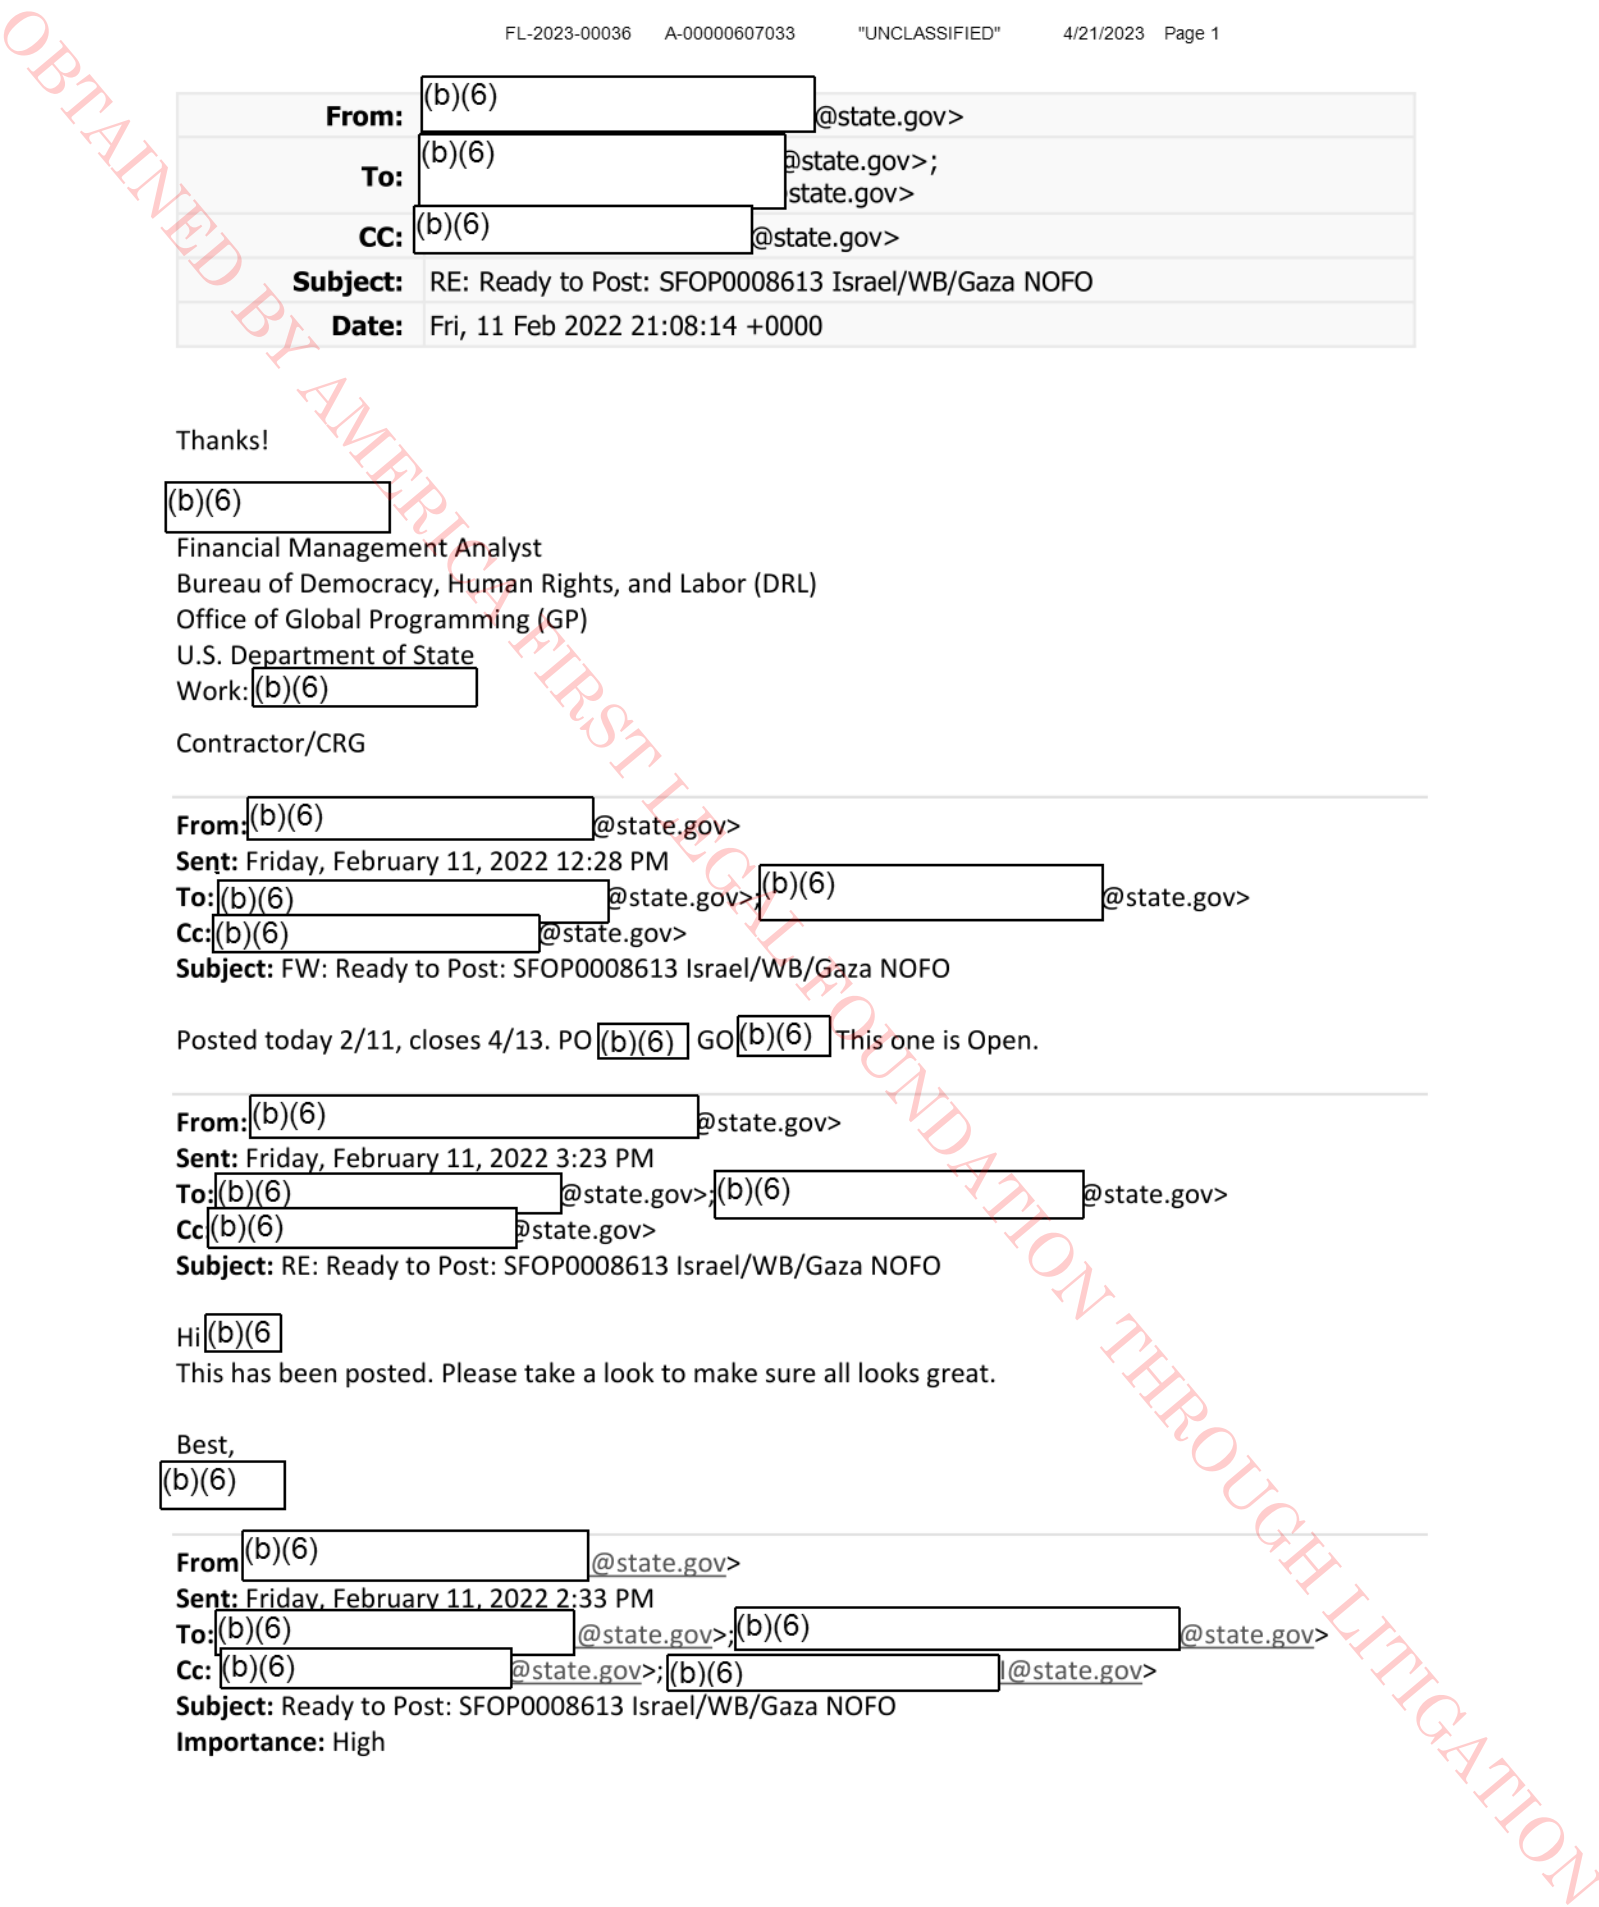 FL-2023-00036 A-00000607033 "UNCLASSIFIED" 4/21/2023 Page 1
From: (b)(6) @state.gov>
To: (b)(6) @state.gov>;
state.gov>
CC: (b)(6) @state.gov>
Subject: RE: Ready to Post: SFOP0008613 Israel/WB/Gaza NOFO
Date: Fri, 11 Feb 2022 21:08:14 +0000
Thanks!
(b)(6)
Financial Management Analyst
Bureau of Democracy, Human Rights, and Labor (DRL)
Office of Global Programming (GP)
U.S. Department of State
Work: (b)(6)
Contractor/CRG
From: (b)(6) @state.gov>
Sent: Friday, February 11, 2022 12:28 PM
To: (b)(6) @state.gov>; (b)(6) @state.gov>
Cc: (b)(6) @state.gov>
Subject: FW: Ready to Post: SFOP0008613 Israel/WB/Gaza NOFO
Posted today 2/11, closes 4/13. PO (b)(6) GO (b)(6) This one is Open.
From: (b)(6) @state.gov>
Sent: Friday, February 11, 2022 3:23 PM
To: (b)(6) @state.gov>; (b)(6) @state.gov>
Cc (b)(6) @state.gov>
Subject: RE: Ready to Post: SFOP0008613 Israel/WB/Gaza NOFO
Hi (b)(6
This has been posted. Please take a look to make sure all looks great.
Best,
(b)(6)
From (b)(6) @state.gov>
Sent: Friday, February 11, 2022 2:33 PM
To: (b)(6) @state.gov>; (b)(6) @state.gov>
Cc: (b)(6) @state.gov>; (b)(6) @state.gov>
Subject: Ready to Post: SFOP0008613 Israel/WB/Gaza NOFO
Importance: High
OBTAINED BY AMERICA FIRST LEGAL FOUNDATION THROUGH LITIGATION